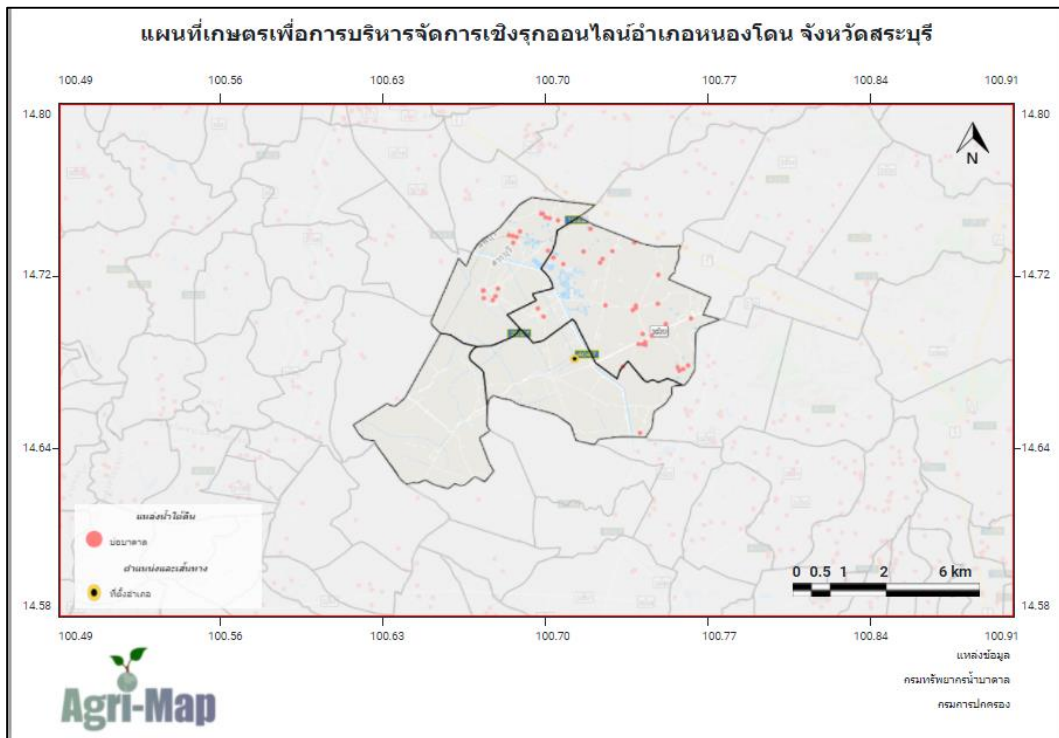 แผนที่เกษตรเพื่อการบริหารจัดการเชิงรุกออนไลน์อำเภอหนองโดน จังหวัดสระบุรี
100.49 100.56 100.63 100.70 100.77 100.84 100.91
14.80 14.80
N
14.72 14.72
14.64 14.64
แหล่งน้ำใต้ดิน
บ่อบาดาล
ตำแหน่งและเส้นทาง
ที่ตั้งอำเภอ
0 0.5 1 2 6 km
14.58 14.58
100.49 100.56 100.63 100.70 100.77 100.84 100.91
แหล่งข้อมูล
กรมทรัพยากรน้ำบาดาล
กรมการปกครอง
Agri-Map